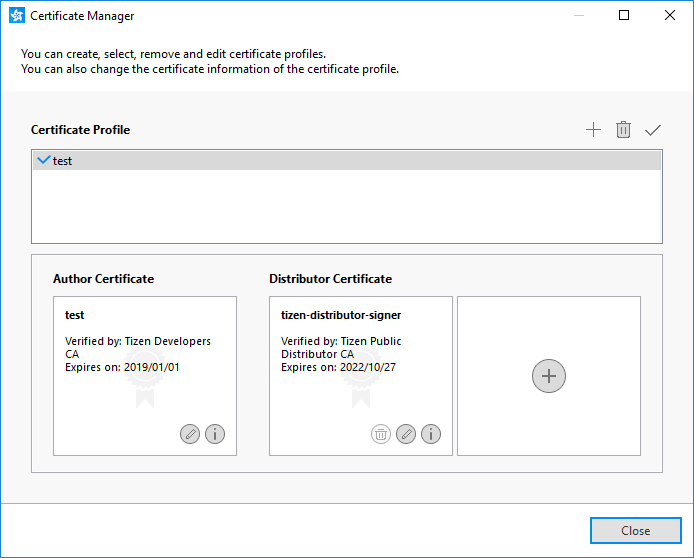 Certificate Manager
You can create, select, remove and edit certificate profiles.
You can also change the certificate information of the certificate profile.
Certificate Profile
test
Author Certificate
Distributor Certificate
test
Verified by: Tizen Developers
CA
Expires on: 2019/01/01
tizen-distributor-signer
Verified by: Tizen Public
Distributor CA
Expires on: 2022/10/27
Close